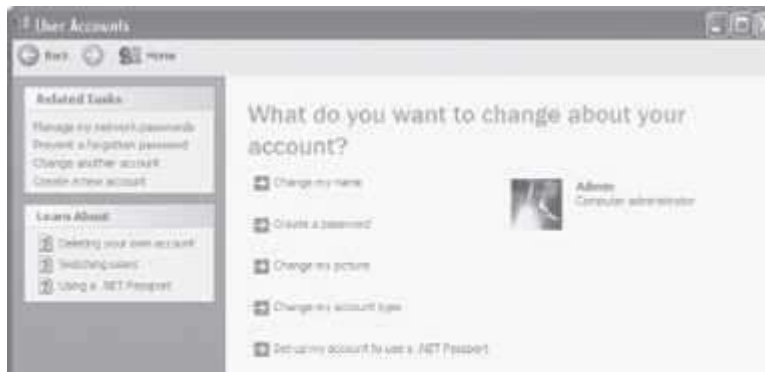 User Accounts
Back Home
Related Tasks
Manage my network passwords
Prevent a forgotten password
Change another account
Create a new account
Learn About
Deleting your own account
Switching users
Using a .NET Passport
What do you want to change about your
account?
Change my name
Create a password
Change my picture
Change my account type
Set up my account to use a .NET Passport
Admin
Computer administrator